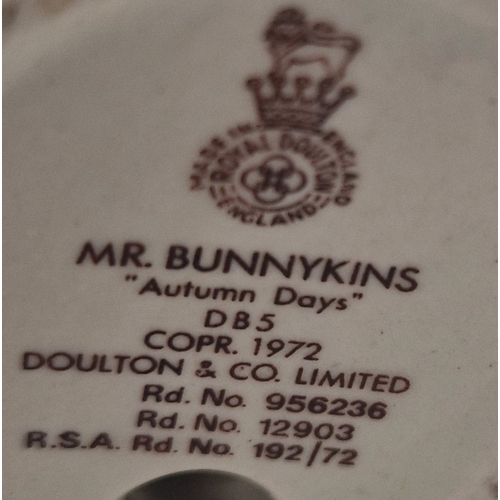 MADE IN ENGLAND
ROYAL DOULTON
ENGLAND
MR. BUNNYKINS
"Autumn Days"
DB5
COPR. 1972
DOULTON & CO. LIMITED
Rd. No. 956236
Rd. No. 12903
R.S.A. Rd. No. 192/72